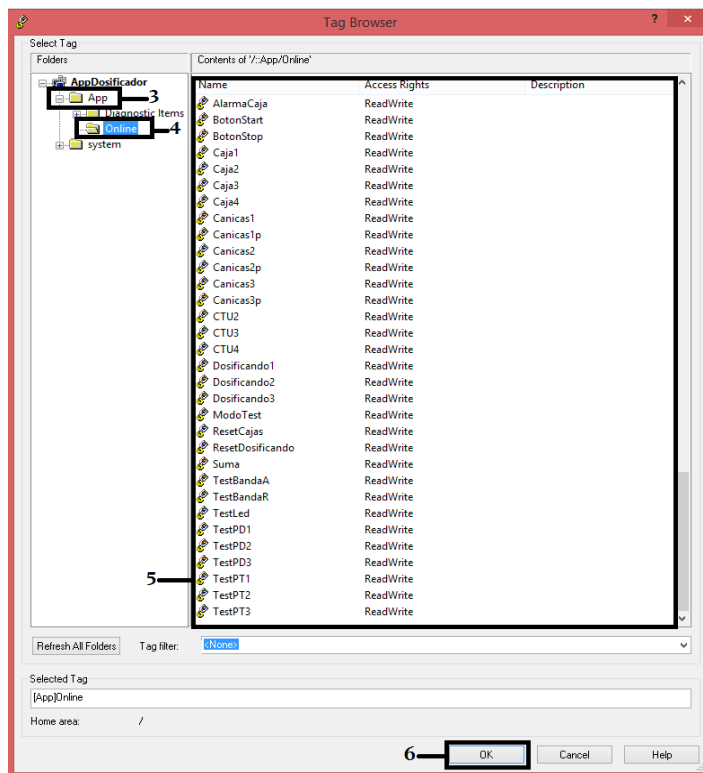 Tag Browser
? ×
Select Tag
Folders
Contents of '/::App/Online'
AppDosificador
App
3
Diagnostic Items
Online
4
system
Name Access Rights Description
AlarmaCaja ReadWrite
BotonStart ReadWrite
BotonStop ReadWrite
Caja1 ReadWrite
Caja2 ReadWrite
Caja3 ReadWrite
Caja4 ReadWrite
Canicas1 ReadWrite
Canicas1p ReadWrite
Canicas2 ReadWrite
Canicas2p ReadWrite
Canicas3 ReadWrite
Canicas3p ReadWrite
CTU2 ReadWrite
CTU3 ReadWrite
CTU4 ReadWrite
Dosificando1 ReadWrite
Dosificando2 ReadWrite
Dosificando3 ReadWrite
ModoTest ReadWrite
ResetCajas ReadWrite
ResetDosificando ReadWrite
Suma ReadWrite
TestBandaA ReadWrite
TestBandaR ReadWrite
TestLed ReadWrite
TestPD1 ReadWrite
TestPD2 ReadWrite
TestPD3 ReadWrite
5
TestPT1 ReadWrite
TestPT2 ReadWrite
TestPT3 ReadWrite
Refresh All Folders Tag filter: <None>
Selected Tag
[App]Online
Home area: /
6
OK Cancel Help